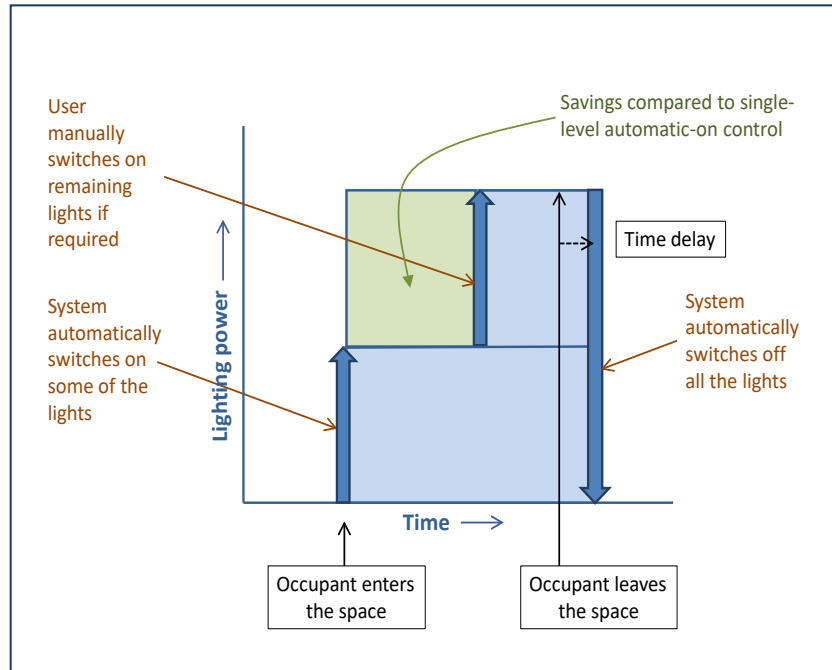 User
manually
switches on
remaining
lights if
required
Savings compared to single-
level automatic-on control
Time delay
System
automatically
switches on
some of the
lights
Lighting power
System
automatically
switches off
all the lights
Time
Occupant enters
the space
Occupant leaves
the space